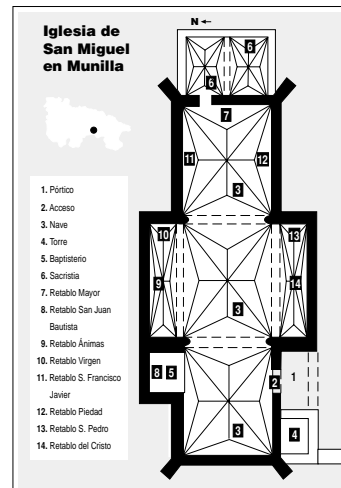 Iglesia de
San Miguel
en Munilla
N ←
1. Pórtico
2. Acceso
3. Nave
4. Torre
5. Baptisterio
6. Sacristia
7. Retablo Mayor
8. Retablo San Juan
Bautista
9. Retablo Ánimas
10. Retablo Virgen
11. Retablo S. Francisco
Javier
12. Retablo Piedad
13. Retablo S. Pedro
14. Retablo del Cristo
6
6
7
11
12
3
10
13
9
14
3
8
5
2
1
3
4